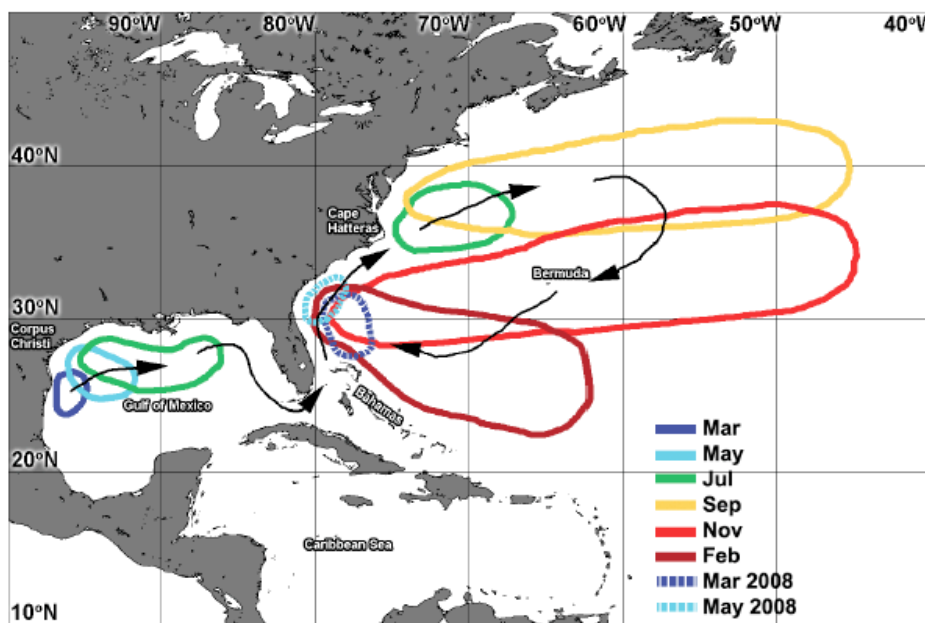 90°W 80°W 70°W 60°W 50°W 40°W
40°N
Cape
Hatteras
Bermuda
30°N
Corpus
Christi
Gulf of Mexico
Bahamas
20°N
Caribbean Sea
10°N
Mar
May
Jul
Sep
Nov
Feb
Mar 2008
May 2008